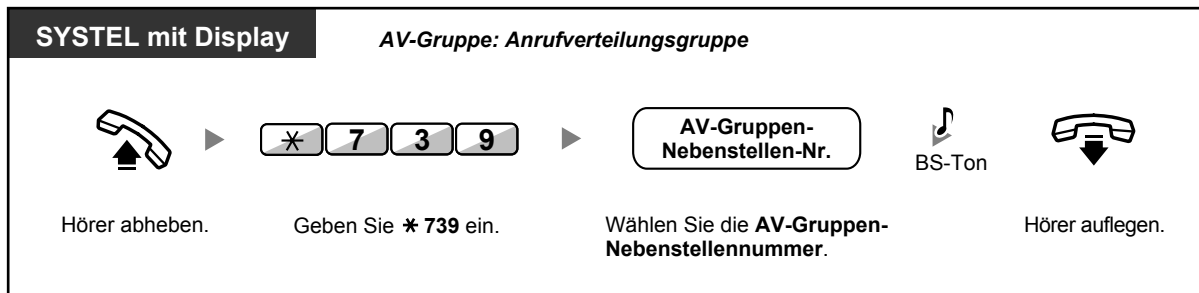 SYSTEL mit Display
AV-Gruppe: Anrufverteilungsgruppe
* 7 3 9
AV-Gruppen-
Nebenstellen-Nr.
BS-Ton
Hörer abheben.
Geben Sie * 739 ein.
Wählen Sie die AV-Gruppen-
Nebenstellennummer.
Hörer auflegen.